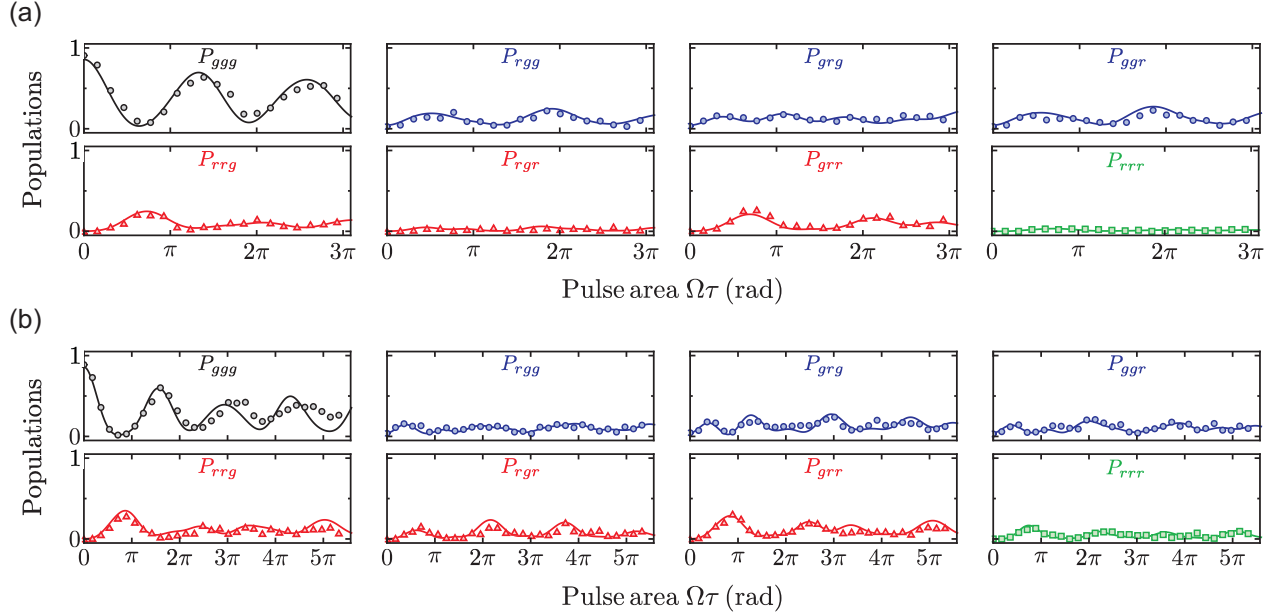 (a)
1
P_ggg
P_rgg
P_grg
P_ggr
0
1
P_rrg
P_rgr
P_grr
P_rrr
0
Populations
0 π 2π 3π 0 π 2π 3π 0 π 2π 3π 0 π 2π 3π
Pulse area Ωτ (rad)
(b)
1
P_ggg
P_rgg
P_grg
P_ggr
0
1
P_rrg
P_rgr
P_grr
P_rrr
0
Populations
0 π 2π 3π 4π 5π 0 π 2π 3π 4π 5π 0 π 2π 3π 4π 5π 0 π 2π 3π 4π 5π
Pulse area Ωτ (rad)